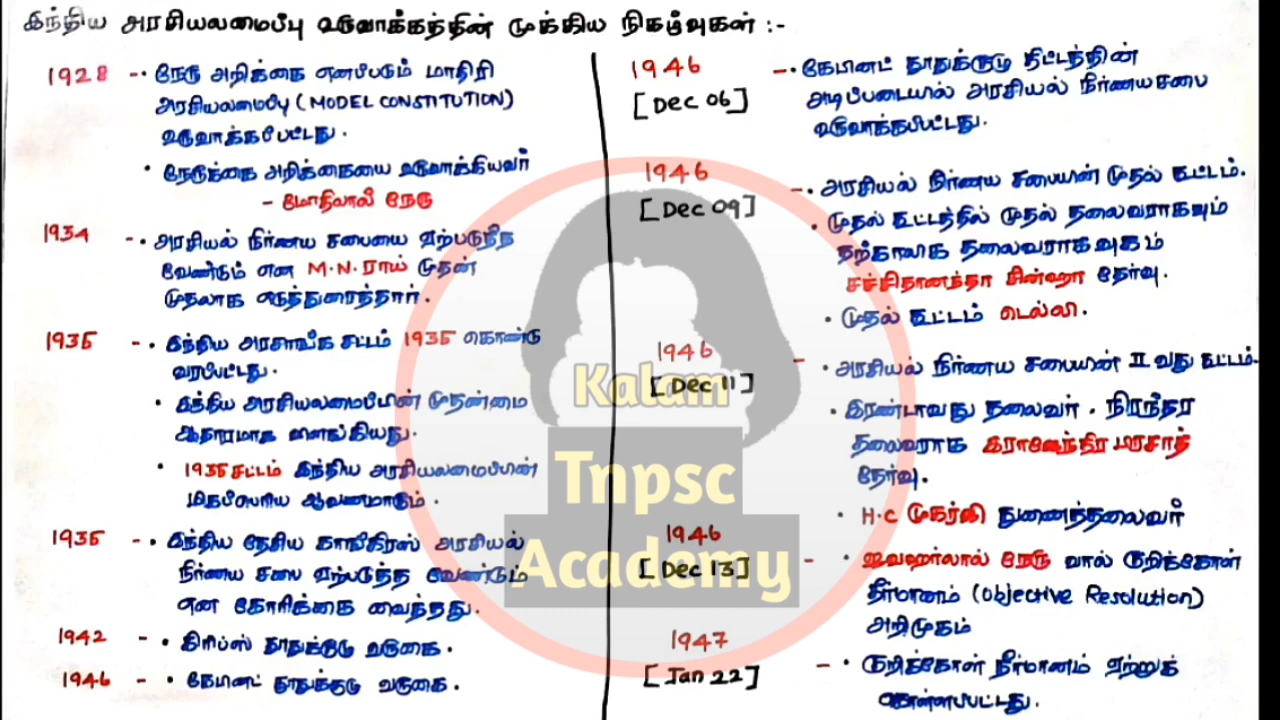 இந்திய அரசியலமைப்பு உருவாக்கத்தின் முக்கிய நிகழ்வுகள் :-
1928 -• நேரு அறிக்கை எனப்படும் மாதிரி
அரசியலமைப்பு (MODEL CONSTITUTION)
உருவாக்கப்பட்டது.
• நேரு அறிக்கையை உருவாக்கியவர்
- மோதிலால் நேரு
1934 -• அரசியல் நிர்ணய சபையை ஏற்படுத்த
வேண்டும் என M.N. ராய் முதன்
முதலாக எடுத்துரைத்தார்.
1935 -• இந்திய அரசாங்க சட்டம் 1935 கொண்டு
வரப்பட்டது.
• இந்திய அரசியலமைப்பின் முதன்மை
ஆதாரமாக விளங்கியது.
• 1935 சட்டம் இந்திய அரசியலமைப்பின்
மிகப்பெரிய ஆவணமாகும்.
1935 -• இந்திய தேசிய காங்கிரஸ் அரசியல்
நிர்ணய சபை ஏற்படுத்த வேண்டும்
என கோரிக்கை வைத்தது.
1942 -• கிரிப்ஸ் தூதுக்குழு வருகை.
1946 -• கேபினட் தூதுக்குழு வருகை.
1946 [Dec 06] -• கேபினட் தூதுக்குழு திட்டத்தின்
அடிப்படையில் அரசியல் நிர்ணயசபை
உருவாக்கப்பட்டது.
1946 [Dec 09] -• அரசியல் நிர்ணய சபையின் முதல் கூட்டம்.
• முதல் கூட்டத்தில் முதல் தலைவராகவும்
தற்காலிக தலைவராகவும்
சச்சிதானந்தா சின்ஹா தேர்வு.
• முதல் கூட்டம் டெல்லி.
1946 [Dec 11] -• அரசியல் நிர்ணய சபையின் II வது கூட்டம்.
• இரண்டாவது தலைவர். நிரந்தர
தலைவராக இராஜேந்திர பிரசாத்
தேர்வு.
• H.C முகர்ஜி துணைத்தலைவர்
1946 [Dec 13] -• ஜவஹர்லால் நேரு வால் குறிக்கோள்
தீர்மானம் (Objective Resolution)
அறிமுகம்
1947 [Jan 22] -• குறிக்கோள் தீர்மானம் ஏற்றுக்
கொள்ளப்பட்டது.
Kalam
Tnpsc
Academy